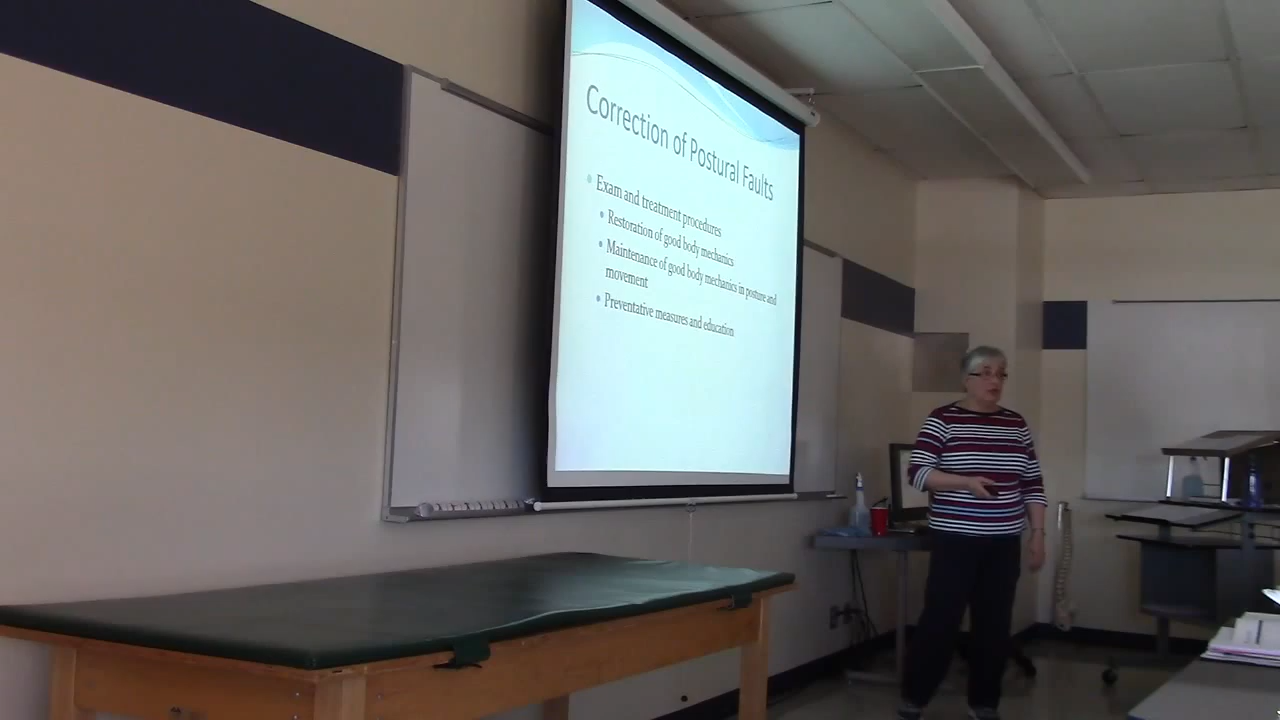 Correction of Postural Faults
Exam and treatment procedures
Restoration of good body mechanics
Maintenance of good body mechanics in posture and
movement
Preventative measures and education